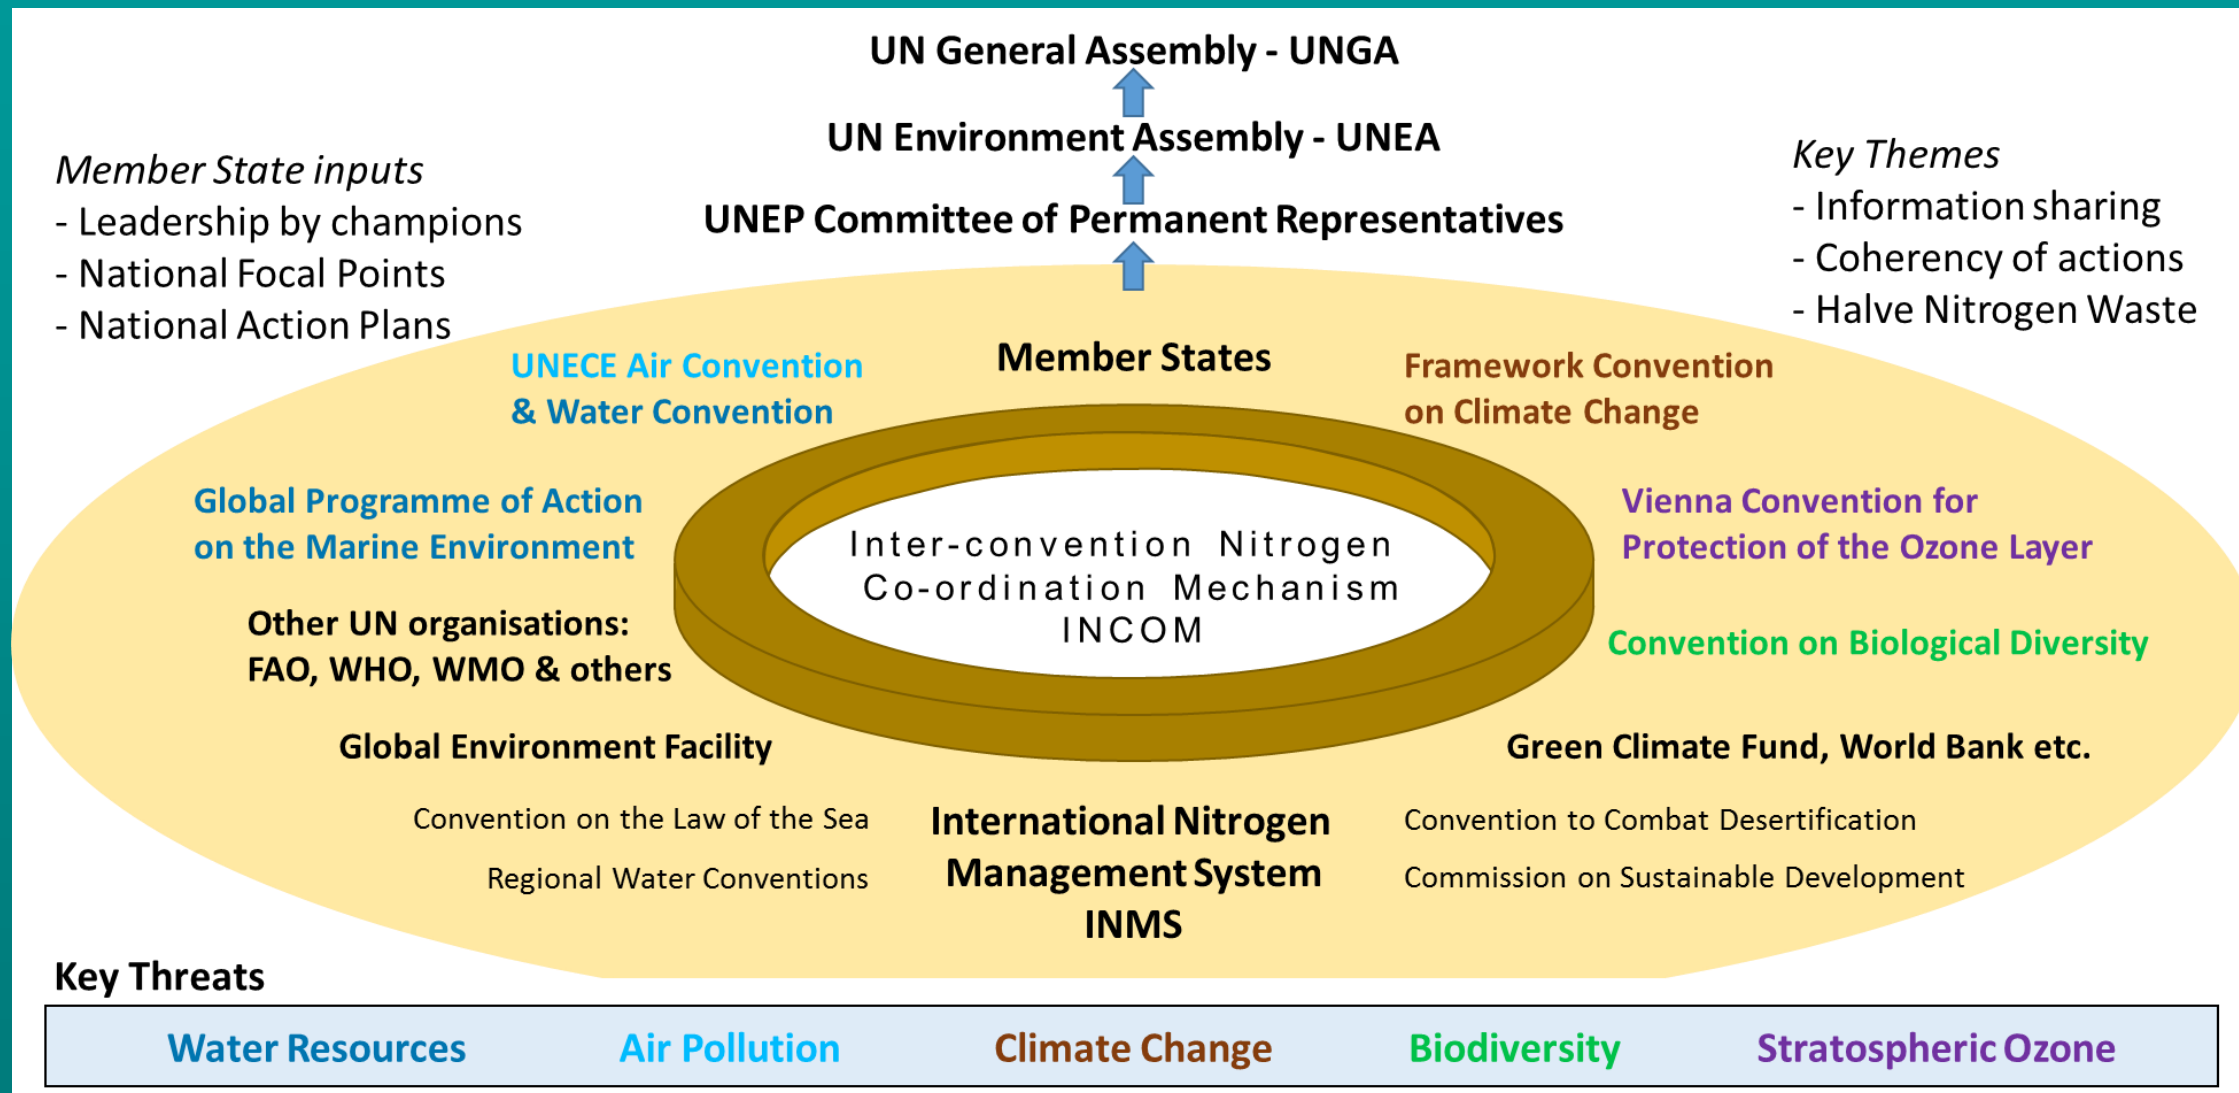 UN General Assembly - UNGA
UN Environment Assembly - UNEA
UNEP Committee of Permanent Representatives
Member State inputs
- Leadership by champions
- National Focal Points
- National Action Plans
Key Themes
- Information sharing
- Coherency of actions
- Halve Nitrogen Waste
UNECE Air Convention
& Water Convention
Member States
Framework Convention
on Climate Change
Global Programme of Action
on the Marine Environment
Vienna Convention for
Protection of the Ozone Layer
Inter-convention Nitrogen
Co-ordination Mechanism
INCOM
Other UN organisations:
FAO, WHO, WMO & others
Convention on Biological Diversity
Global Environment Facility
Green Climate Fund, World Bank etc.
Convention on the Law of the Sea
Regional Water Conventions
International Nitrogen
Management System
INMS
Convention to Combat Desertification
Commission on Sustainable Development
Key Threats
Water Resources Air Pollution Climate Change Biodiversity Stratospheric Ozone